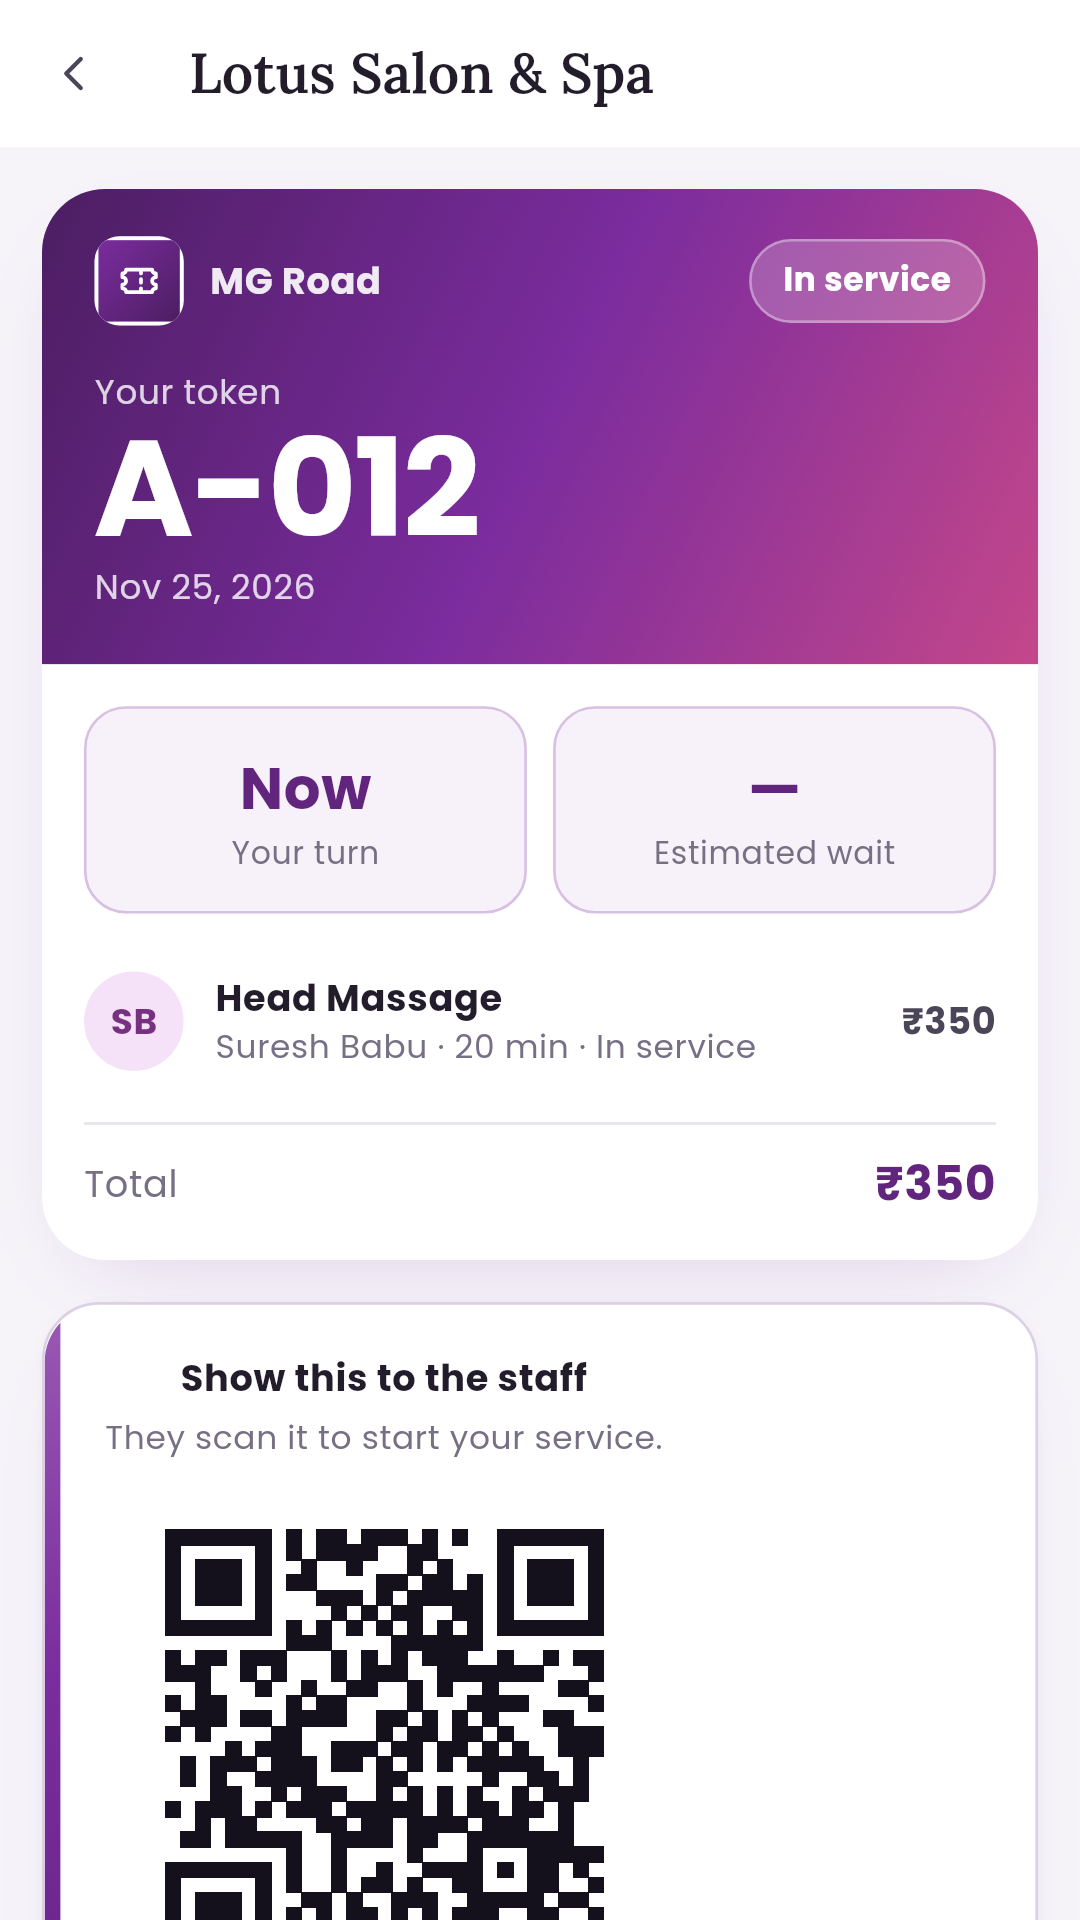 Lotus Salon & Spa
MG Road
In service
Your token
A-012
Nov 25, 2026
Now
Your turn
—
Estimated wait
SB
Head Massage
Suresh Babu · 20 min · In service
₹350
Total
₹350
Show this to the staff
They scan it to start your service.